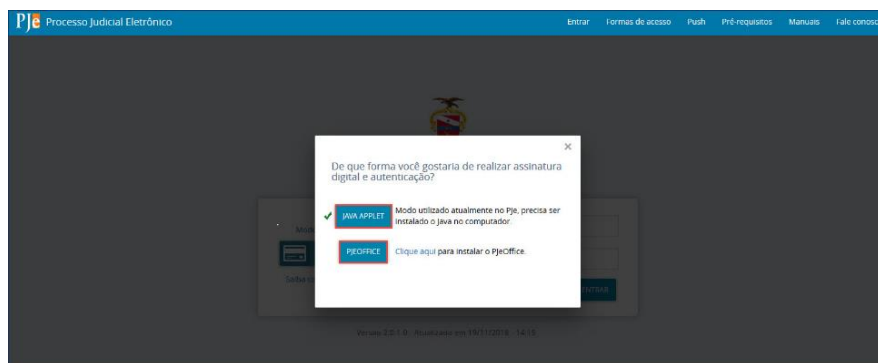 PJe Processo Judicial Eletrônico
Entrar Formas de acesso Push Pré-requisitos Manuais Fale conosc
De que forma você gostaria de realizar assinatura
digital e autenticação?
JAVA APPLET
Modo utilizado atualmente no PJe, precisa ser
instalado o Java no computador.
PJEOFFICE
Clique aqui para instalar o PJeOffice
ENTRAR